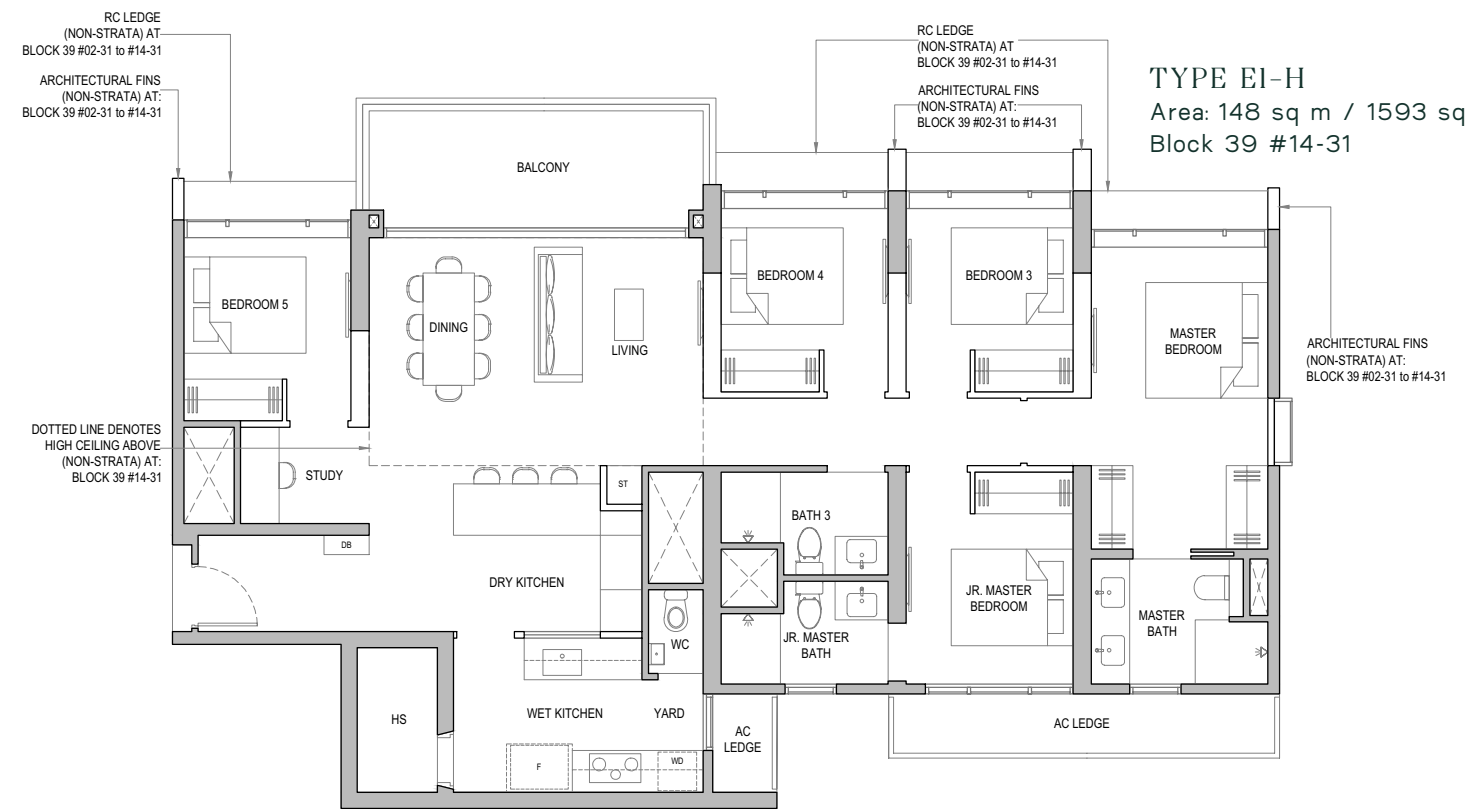 RC LEDGE
(NON-STRATA) AT
BLOCK 39 #02-31 to #14-31
ARCHITECTURAL FINS
(NON-STRATA) AT:
BLOCK 39 #02-31 to #14-31
RC LEDGE
(NON-STRATA) AT
BLOCK 39 #02-31 to #14-31
ARCHITECTURAL FINS
(NON-STRATA) AT:
BLOCK 39 #02-31 to #14-31
TYPE E1-H
Area: 148 sq m / 1593 sq
Block 39 #14-31
BALCONY
BEDROOM 5
DINING
LIVING
BEDROOM 4
BEDROOM 3
MASTER
BEDROOM
ARCHITECTURAL FINS
(NON-STRATA) AT:
BLOCK 39 #02-31 to #14-31
DOTTED LINE DENOTES
HIGH CEILING ABOVE
(NON-STRATA) AT:
BLOCK 39 #14-31
STUDY
ST
BATH 3
DB
DRY KITCHEN
JR. MASTER
BEDROOM
WC
JR. MASTER
BATH
MASTER
BATH
HS
WET KITCHEN
YARD
AC
LEDGE
AC LEDGE
F
WD
X
X